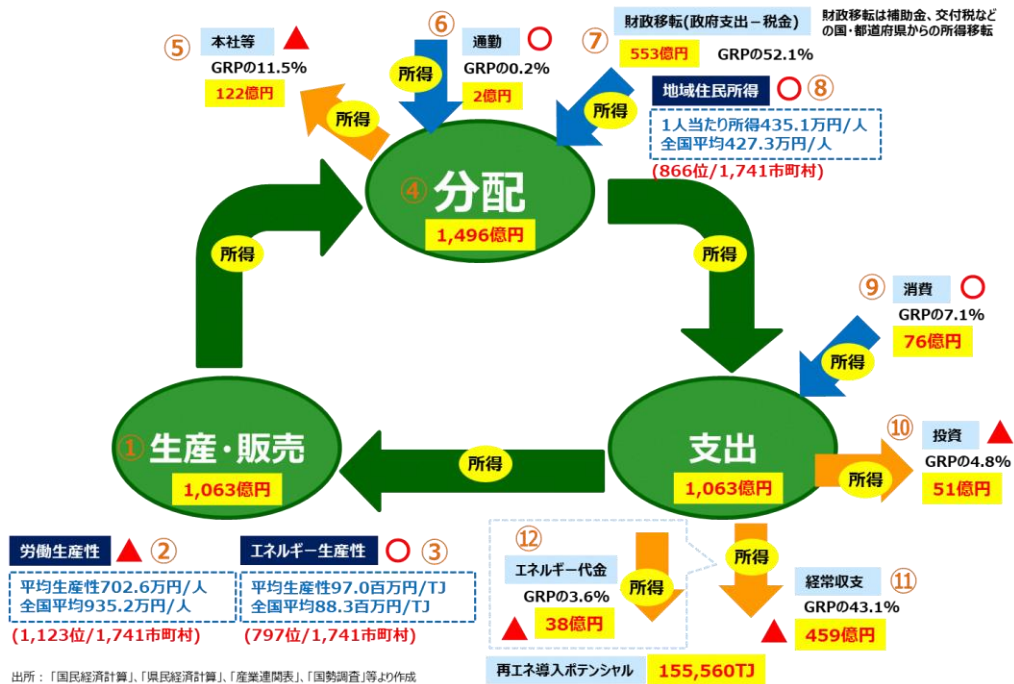 ⑤ 本社等 ▲
GRPの11.5%
122億円
所得
⑥ 通勤 ○
GRPの0.2%
2億円
所得
⑦ 財政移転(政府支出－税金)
553億円 GRPの52.1%
財政移転は補助金、交付税など
の国・都道府県からの所得移転
所得
地域住民所得 ○ ⑧
1人当たり所得435.1万円/人
全国平均427.3万円/人
(866位/1,741市町村)
④ 分配
1,496億円
所得
所得
⑨ 消費 ○
GRPの7.1%
76億円
所得
① 生産・販売
1,063億円
所得
支出
1,063億円
⑩ 投資 ▲
GRPの4.8%
51億円
所得
労働生産性 ▲ ②
平均生産性702.6万円/人
全国平均935.2万円/人
(1,123位/1,741市町村)
エネルギー生産性 ○ ③
平均生産性97.0百万円/TJ
全国平均88.3百万円/TJ
(797位/1,741市町村)
⑫
エネルギー代金
GRPの3.6%
▲ 38億円
所得
所得
経常収支 ⑪
GRPの43.1%
▲ 459億円
再エネ導入ポテンシャル 155,560TJ
出所：「国民経済計算」、「県民経済計算」、「産業連関表」、「国勢調査」等より作成